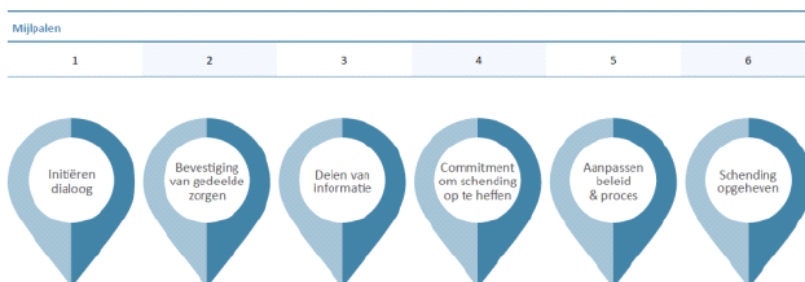 Mijlpalen
1 2 3 4 5 6
Initiëren
dialoog
Bevestiging
van gedeelde
zorgen
Delen van
informatie
Commitment
om schending
op te heffen
Aanpassen
beleid
& proces
Schending
opgeheven